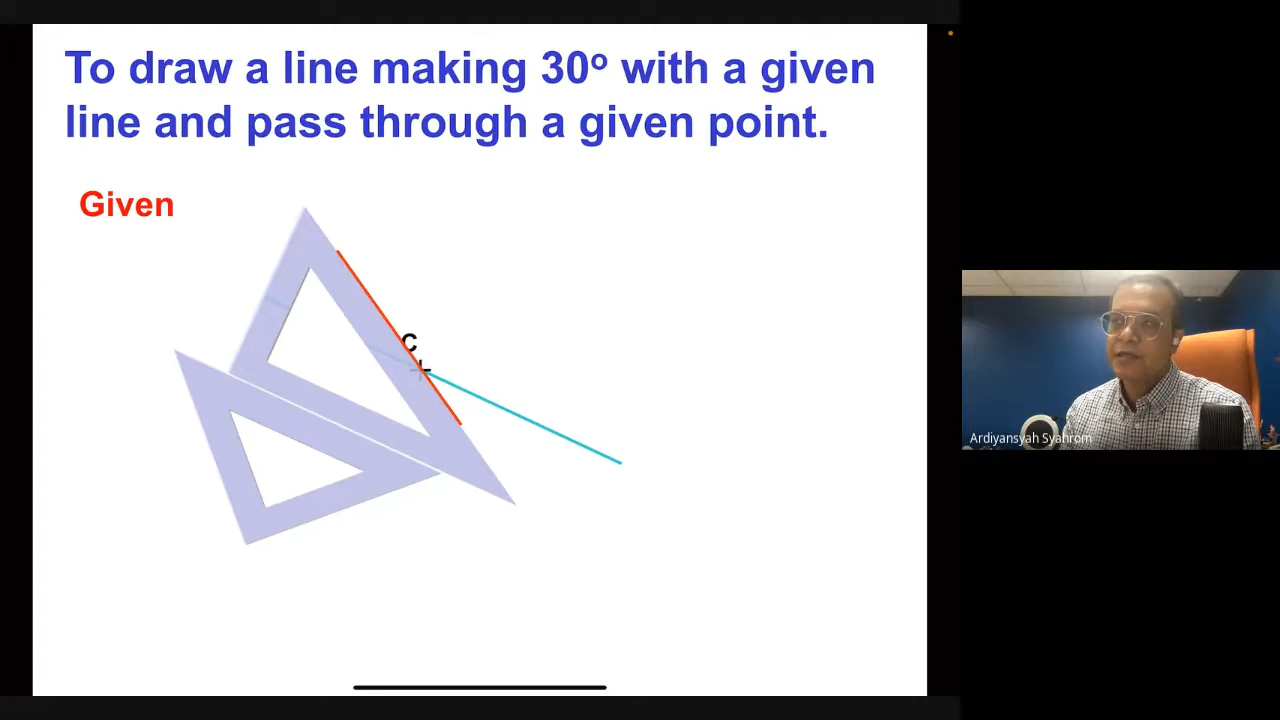 To draw a line making 30º with a given
line and pass through a given point.
Given
C
Ardiyansyah Syahrom